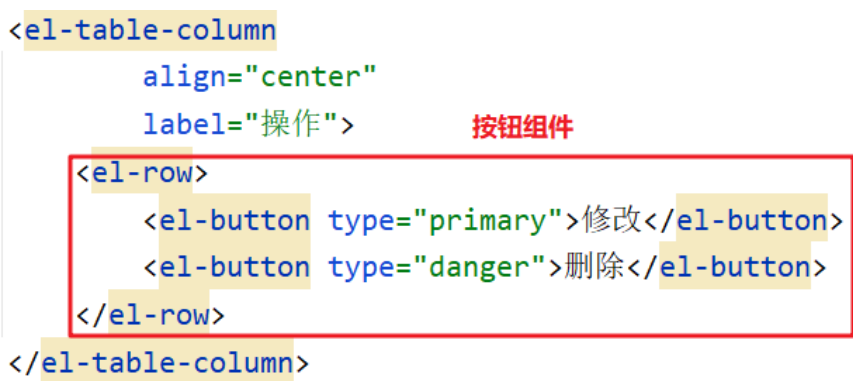 <el-table-column
align="center"
label="操作">
按钮组件
<el-row>
<el-button type="primary">修改</el-button>
<el-button type="danger">删除</el-button>
</el-row>
</el-table-column>